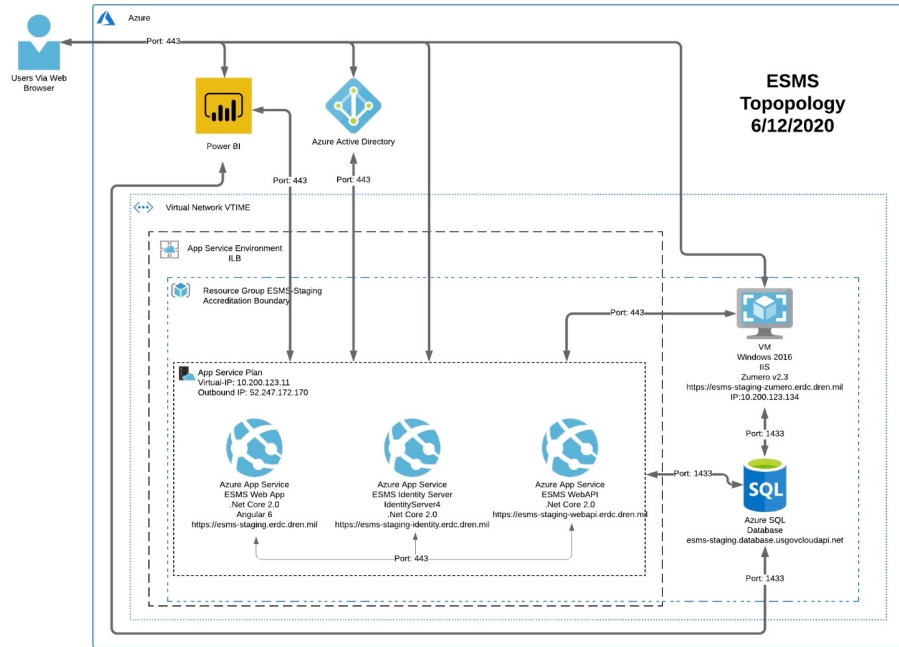 Azure
Port: 443
Users Via Web
Browser
ESMS
Topopology
6/12/2020
Power BI
Azure Active Directory
Port: 443
Port: 443
Virtual Network VTIME
App Service Environment
ILB
Resource Group ESMS-Staging
Accreditation Boundary
Port: 443
VM
Windows 2016
IIS
Zumero v2.3
https://esms-staging-zumero.erdc.dren.mil
IP:10.200.123.134
App Service Plan
Virtual-IP: 10.200.123.11
Outbound IP: 52.247.172.170
Port: 1433
Port: 1433
SQL
Azure SQL
Database
esms-staging.database.usgovcloudapi.net
Azure App Service
ESMS Web App
.Net Core 2.0
Angular 6
https://esms-staging.erdc.dren.mil
Azure App Service
ESMS Identity Server
IdentityServer4
.Net Core 2.0
https://esms-staging-identity.erdc.dren.mil
Azure App Service
ESMS WebAPI
.Net Core 2.0
https://esms-staging-webapi.erdc.dren.mil
Port: 443
Port: 1433